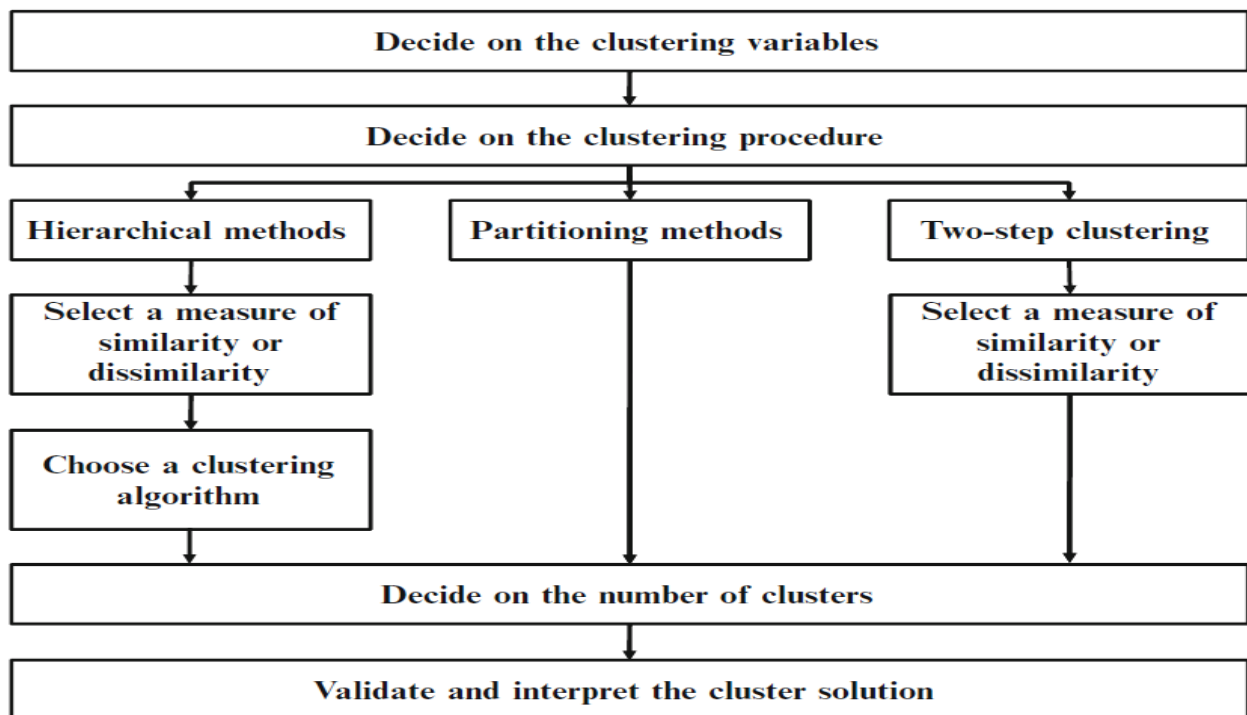 Decide on the clustering variables
Decide on the clustering procedure
Hierarchical methods
Partitioning methods
Two-step clustering
Select a measure of
similarity or
dissimilarity
Select a measure of
similarity or
dissimilarity
Choose a clustering
algorithm
Decide on the number of clusters
Validate and interpret the cluster solution